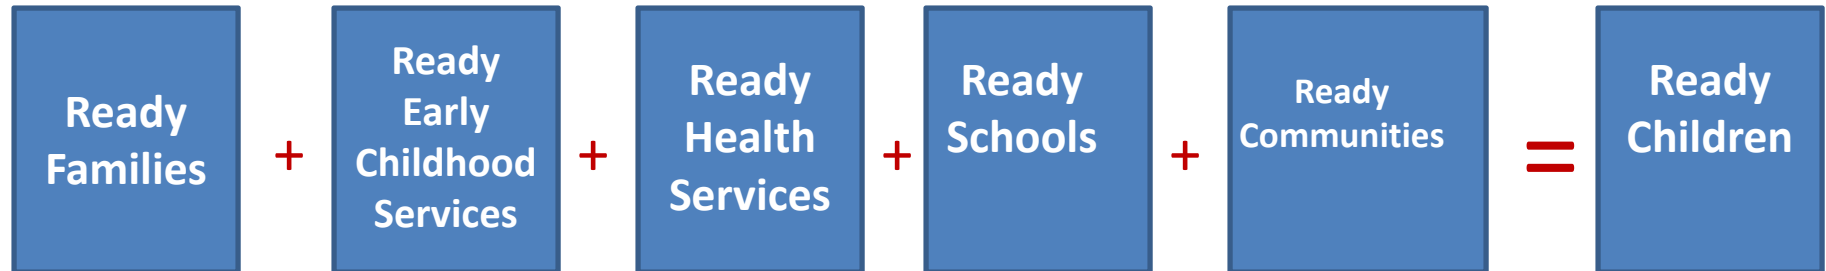 Ready
Families
+
Ready
Early
Childhood
Services
+
Ready
Health
Services
+
Ready
Schools
+
Ready
Communities
=
Ready
Children